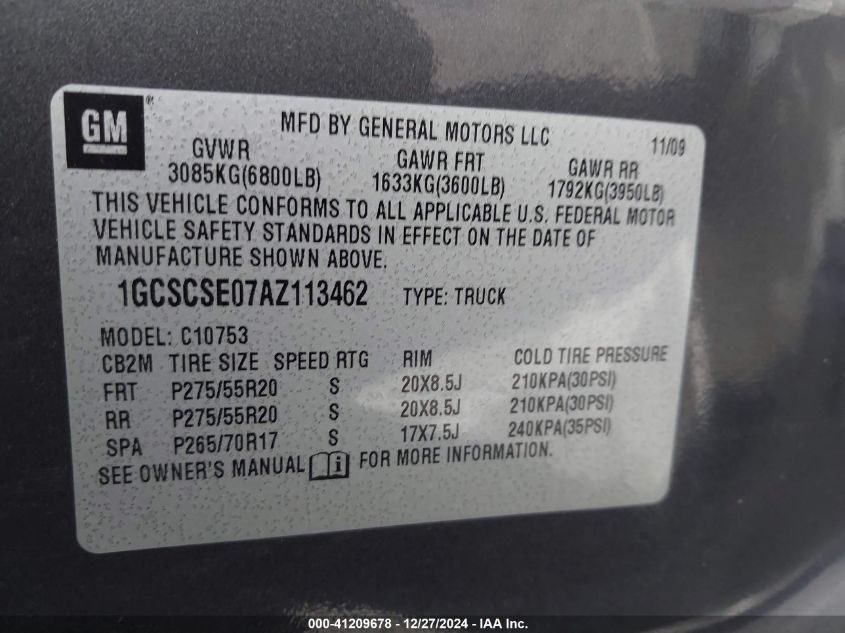 GM
MFD BY GENERAL MOTORS LLC 11/09
GVWR GAWR FRT GAWR RR
3085KG(6800LB) 1633KG(3600LB) 1792KG(3950LB)
THIS VEHICLE CONFORMS TO ALL APPLICABLE U.S. FEDERAL MOTOR
VEHICLE SAFETY STANDARDS IN EFFECT ON THE DATE OF
MANUFACTURE SHOWN ABOVE.
1GCSCSE07AZ113462 TYPE: TRUCK
MODEL: C10753
CB2M TIRE SIZE SPEED RTG RIM COLD TIRE PRESSURE
FRT P275/55R20 S 20X8.5J 210KPA(30PSI)
RR P275/55R20 S 20X8.5J 210KPA(30PSI)
SPA P265/70R17 S 17X7.5J 240KPA(35PSI)
SEE OWNER'S MANUAL FOR MORE INFORMATION.
000-41209678 - 12/27/2024 - IAA Inc.